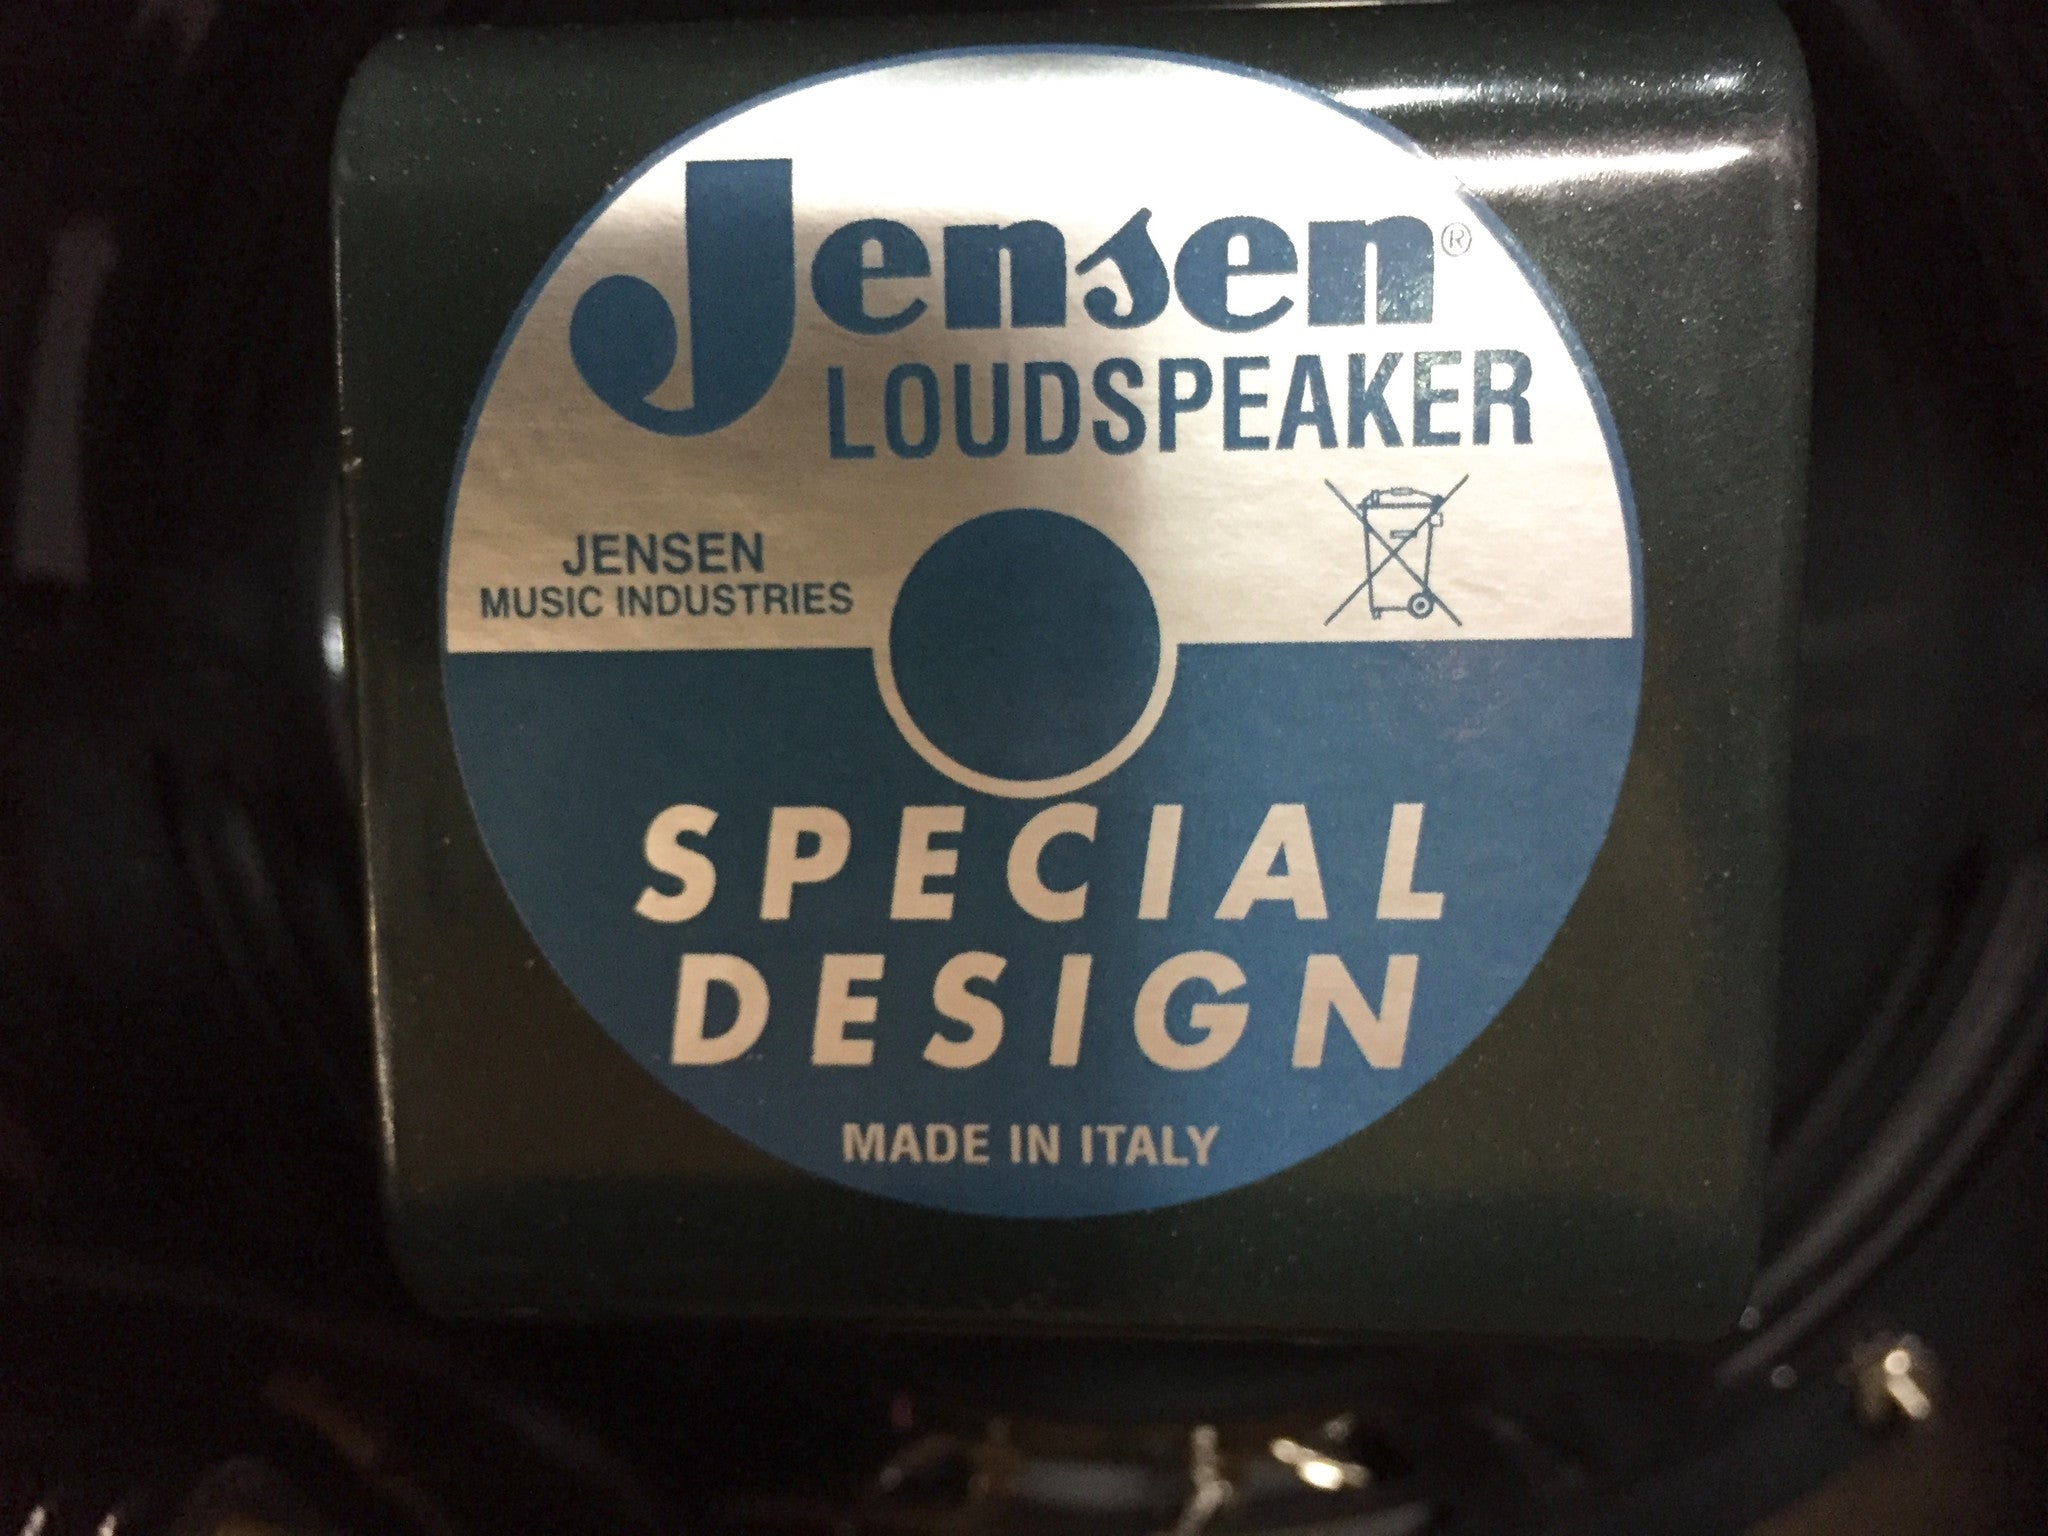 Jensen®
LOUDSPEAKER
JENSEN
MUSIC INDUSTRIES
SPECIAL
DESIGN
MADE IN ITALY